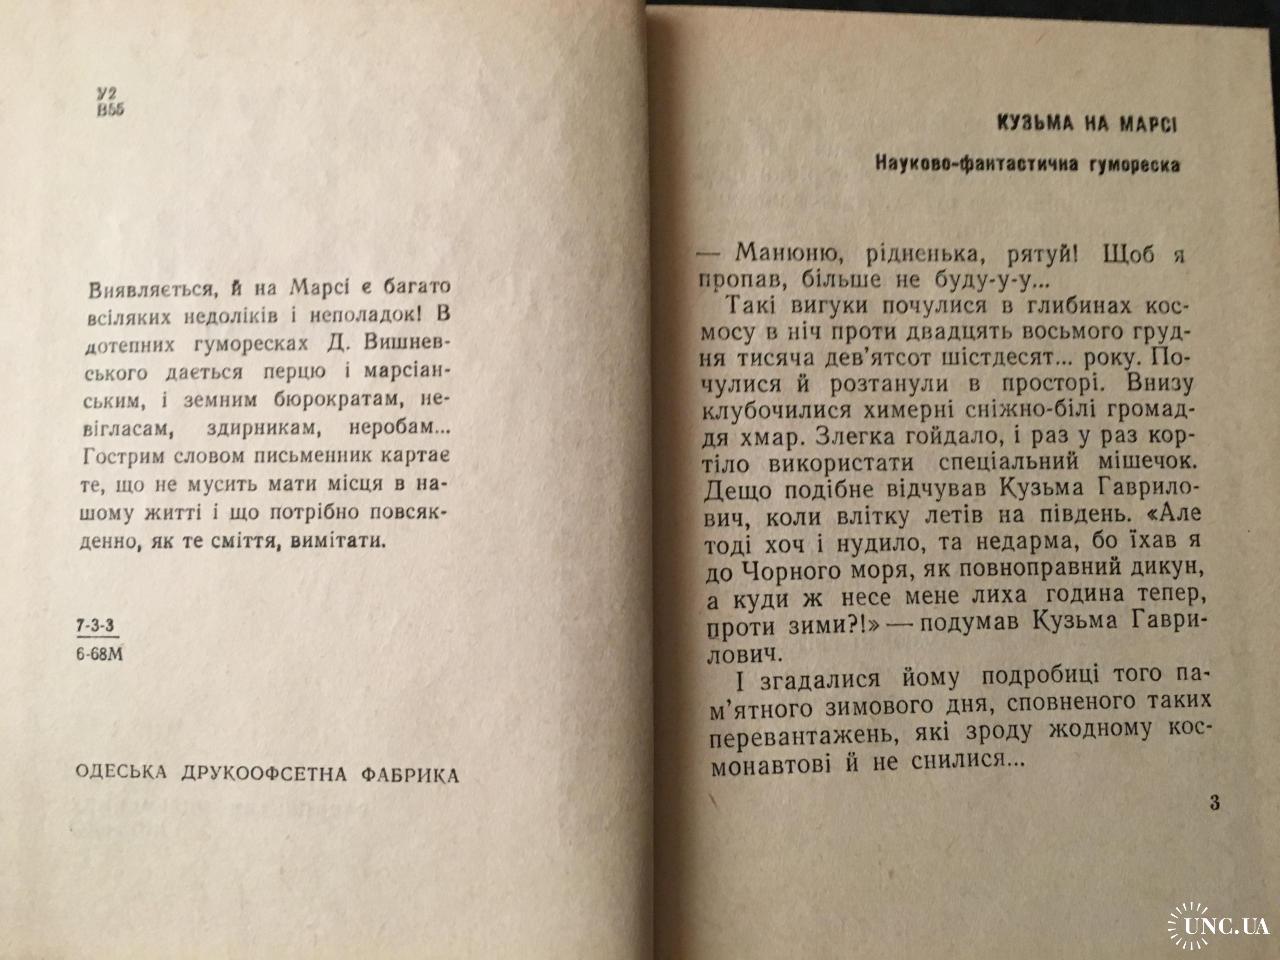 У2
В55
Виявляється, й на Марсі є багато
всіляких недоліків і неполадок! В
дотепних гуморесках Д. Вишнев-
ського дається перцю і марсіан-
ським, і земним бюрократам, не-
вігласам, здирникам, неробам...
Гострим словом письменник картає
те, що не мусить мати місця в на-
шому житті і що потрібно повсяк-
денно, як те сміття, вимітати.
7-3-3
6-68М
ОДЕСЬКА ДРУКООФСЕТНА ФАБРИКА
КУЗЬМА НА МАРСІ
Науково-фантастична гумореска
— Манюню, рідненька, рятуй! Щоб я
пропав, більше не буду-у-у...
Такі вигуки почулися в глибинах кос-
мосу в ніч проти двадцять восьмого груд-
ня тисяча дев’ятсот шістдесят... року. По-
чулися й розтанули в просторі. Внизу
клубочилися химерні сніжно-білі громад-
дя хмар. Злегка гойдало, і раз у раз кор-
тіло використати спеціальний мішечок.
Дещо подібне відчував Кузьма Гаврило-
вич, коли влітку летів на південь. «Але
тоді хоч і нудило, та недарма, бо їхав я
до Чорного моря, як повноправний дикун,
а куди ж несе мене лиха година тепер,
проти зими?!» — подумав Кузьма Гаври-
лович.
І згадалися йому подробиці того па-
м’ятного зимового дня, сповненого таких
перевантажень, які зроду жодному кос-
монавтові й не снилися...
3
UNC.UA